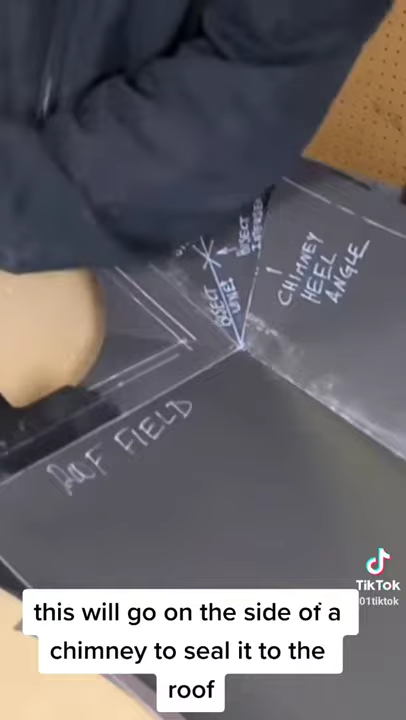 BISECT
CHIMNEY
HEEL
ANGLE
BISECT
LINE
ROOF FIELD
TikTok
01tiktok
this will go on the side of a
chimney to seal it to the
roof